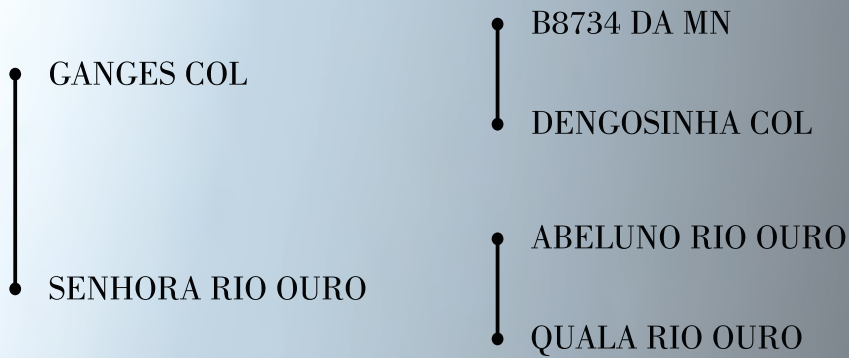 B8734 DA MN
GANGES COL
DENGOSINHA COL
ABELUNO RIO OURO
SENHORA RIO OURO
QUALA RIO OURO